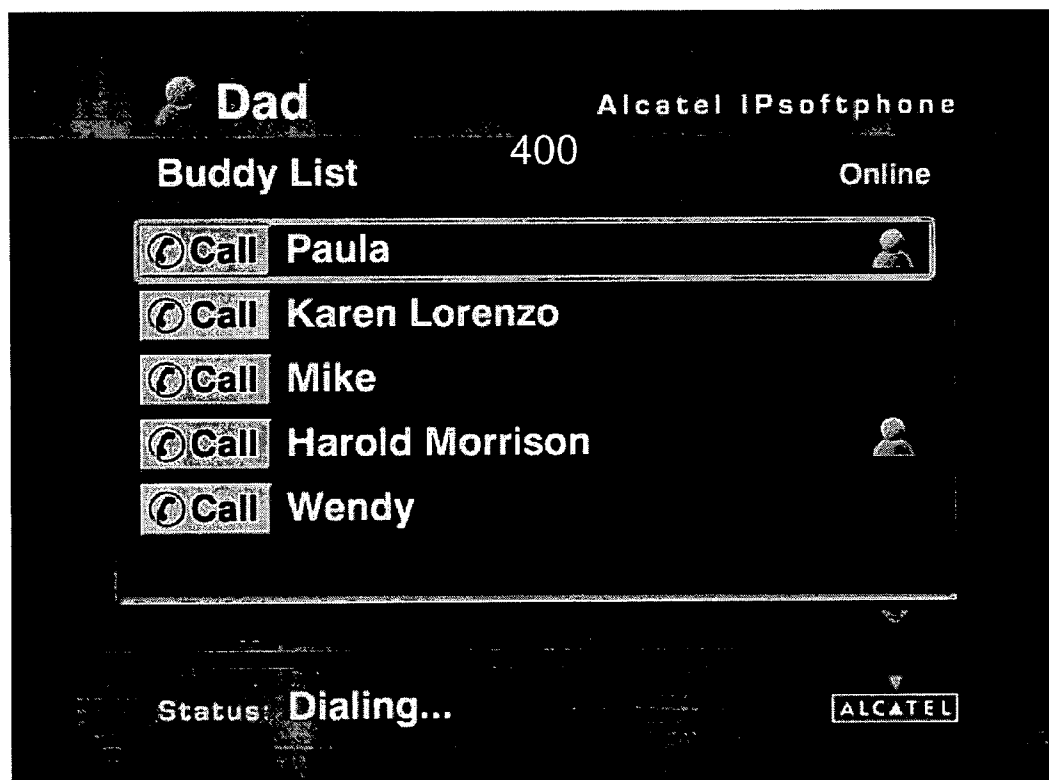 Dad
Alcatel IPsoftphone
400
Buddy List
Online
Call Paula
Call Karen Lorenzo
Call Mike
Call Harold Morrison
Call Wendy
Status: Dialing...
ALCATEL